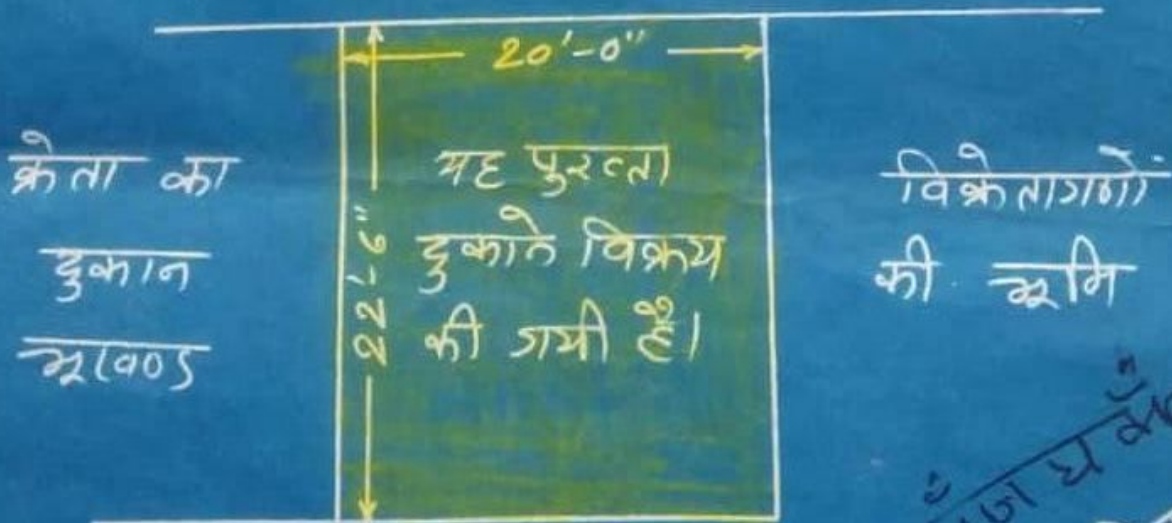 20'-0"
22'-6"
क्रेता का
दुकान
भूखण्ड
यह पुख्ता
दुकाने विक्रय
की गयी है।
विक्रेतागणों
की भूमि